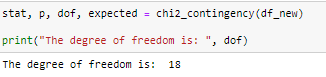 stat, p, dof, expected = chi2_contingency(df_new)
print("The degree of freedom is: ", dof)
The degree of freedom is:  18